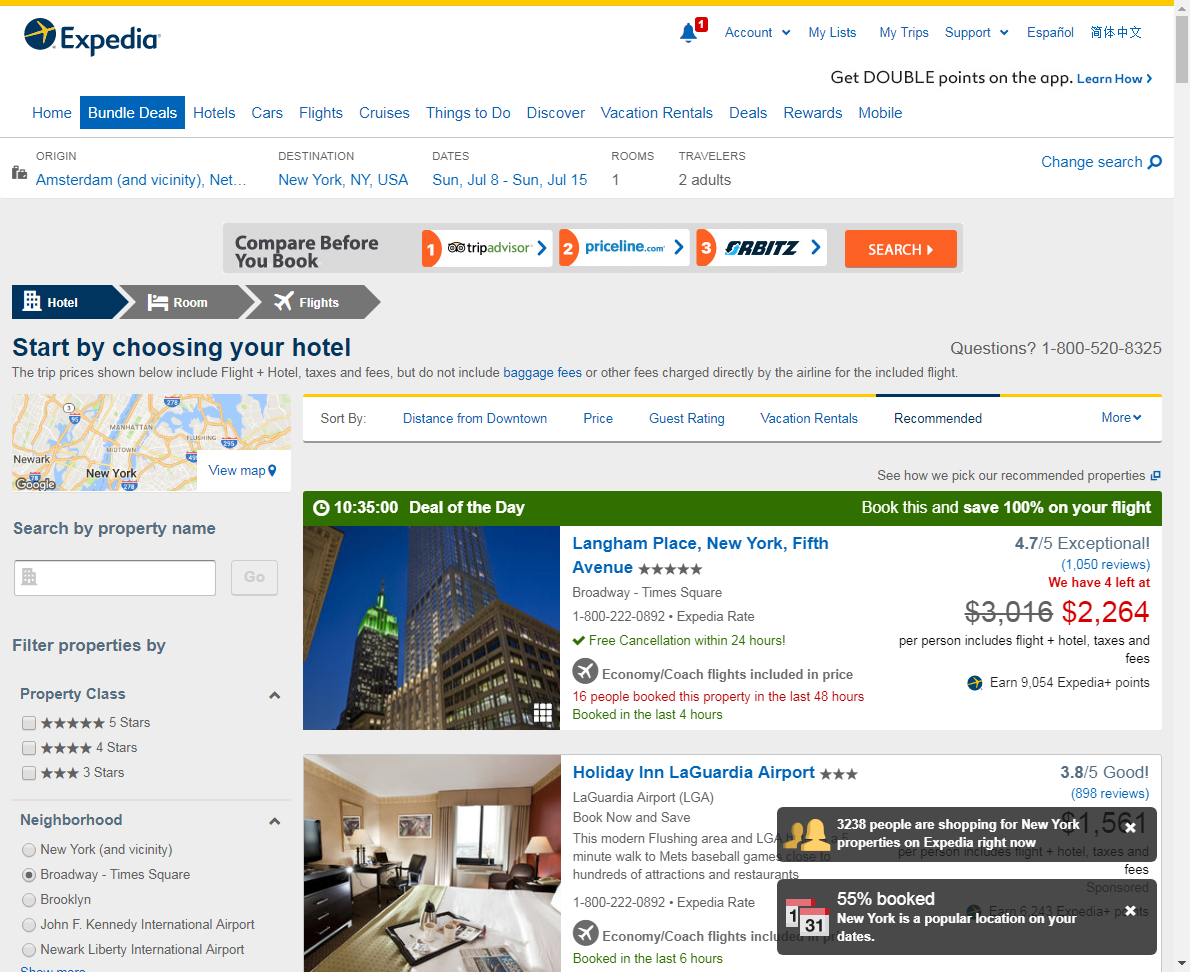 Expedia
1
Account
My Lists
My Trips
Support
Español
简体中文
Get DOUBLE points on the app. Learn How
Home
Bundle Deals
Hotels
Cars
Flights
Cruises
Things to Do
Discover
Vacation Rentals
Deals
Rewards
Mobile
ORIGIN
Amsterdam (and vicinity), Net...
DESTINATION
New York, NY, USA
DATES
Sun, Jul 8 - Sun, Jul 15
ROOMS
1
TRAVELERS
2 adults
Change search
Compare Before
You Book
1 tripadvisor
2 priceline.com
3 ORBITZ
SEARCH
Hotel
Room
Flights
Start by choosing your hotel
Questions? 1-800-520-8325
The trip prices shown below include Flight + Hotel, taxes and fees, but do not include baggage fees or other fees charged directly by the airline for the included flight.
3
278
95
MANHATTAN
FLUSHING
295
MIDTOWN
Newark
New York
78
278
Google
View map
Sort By:
Distance from Downtown
Price
Guest Rating
Vacation Rentals
Recommended
More
See how we pick our recommended properties
Search by property name
Go
Filter properties by
Property Class
5 Stars
4 Stars
3 Stars
Neighborhood
New York (and vicinity)
Broadway - Times Square
Brooklyn
John F. Kennedy International Airport
Newark Liberty International Airport
Show more
10:35:00 Deal of the Day
Book this and save 100% on your flight
Langham Place, New York, Fifth
Avenue
Broadway - Times Square
1-800-222-0892 • Expedia Rate
Free Cancellation within 24 hours!
Economy/Coach flights included in price
16 people booked this property in the last 48 hours
Booked in the last 4 hours
4.7/5 Exceptional!
(1,050 reviews)
We have 4 left at
$3,016 $2,264
per person includes flight + hotel, taxes and
fees
Earn 9,054 Expedia+ points
Holiday Inn LaGuardia Airport
LaGuardia Airport (LGA)
Book Now and Save
This modern Flushing area and LGA h a 5
minute walk to Mets baseball games close to
hundreds of attractions and restaurants
1-800-222-0892 • Expedia Rate
Economy/Coach flights included in pr
Booked in the last 6 hours
3.8/5 Good!
(898 reviews)
$1,561
per person includes flight + hotel, taxes and
fees
Sponsored
Earn 6,243 Expedia+ points
3238 people are shopping for New York
properties on Expedia right now
1 31
55% booked
New York is a popular location on your
dates.